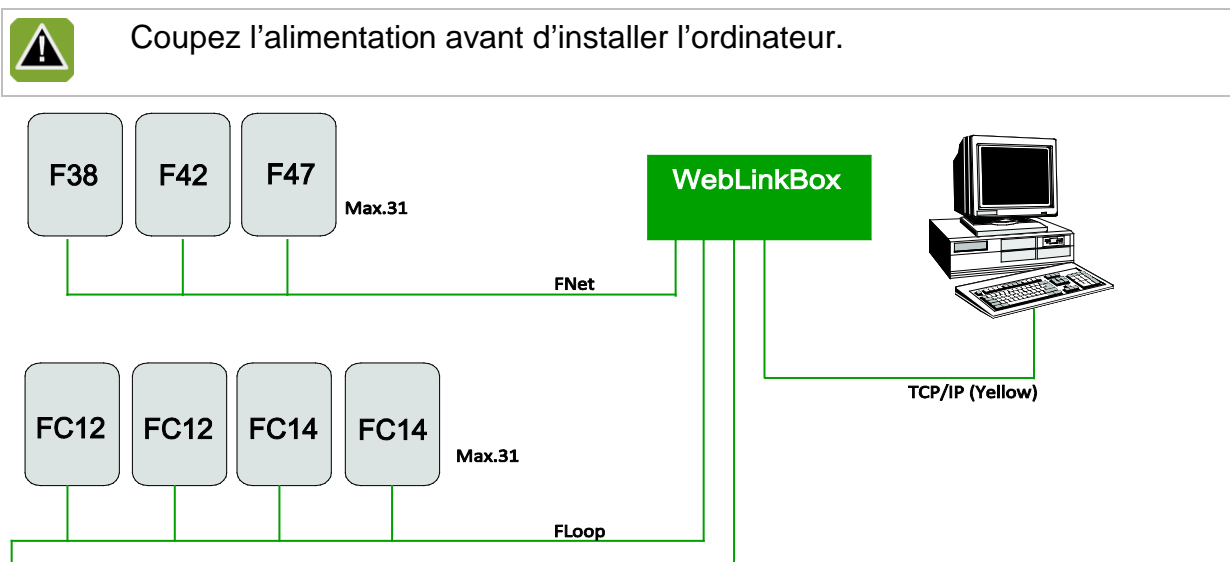 Coupez l’alimentation avant d’installer l’ordinateur.
F38
F42
F47
Max.31
WebLinkBox
FNet
TCP/IP (Yellow)
FC12
FC12
FC14
FC14
Max.31
FLoop